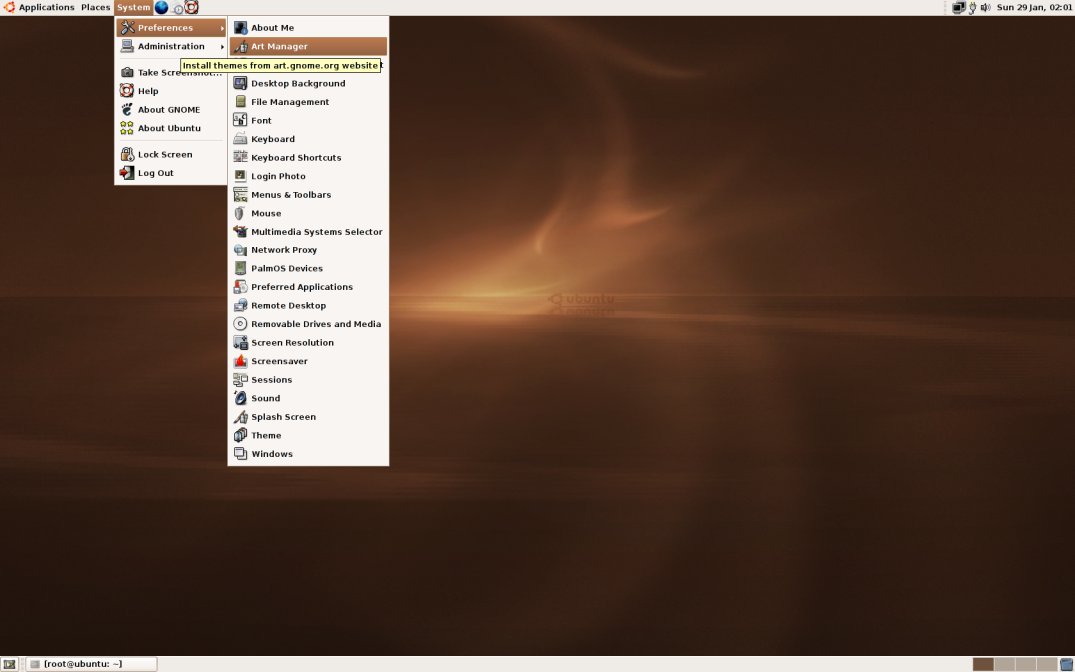 Applications Places System
Sun 29 Jan, 02:01
Preferences
Administration
Take Screenshot...
Help
About GNOME
About Ubuntu
Lock Screen
Log Out
About Me
Art Manager
Install themes from art.gnome.org website
Desktop Background
File Management
Font
Keyboard
Keyboard Shortcuts
Login Photo
Menus & Toolbars
Mouse
Multimedia Systems Selector
Network Proxy
PalmOS Devices
Preferred Applications
Remote Desktop
Removable Drives and Media
Screen Resolution
Screensaver
Sessions
Sound
Splash Screen
Theme
Windows
ubuntu
[root@ubuntu: ~]